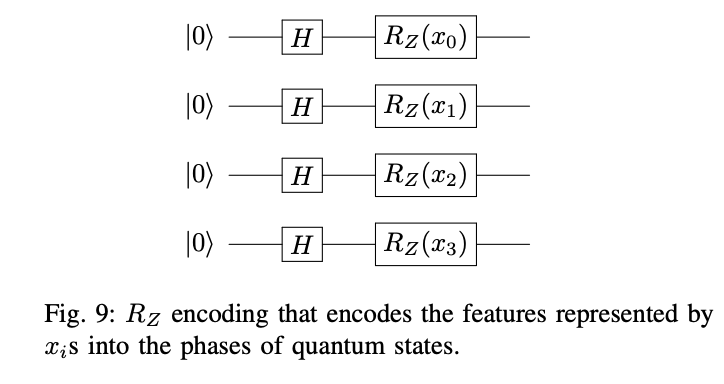 |0⟩ H R_Z(x_0)
|0⟩ H R_Z(x_1)
|0⟩ H R_Z(x_2)
|0⟩ H R_Z(x_3)
Fig. 9: R_Z encoding that encodes the features represented by
x_is into the phases of quantum states.